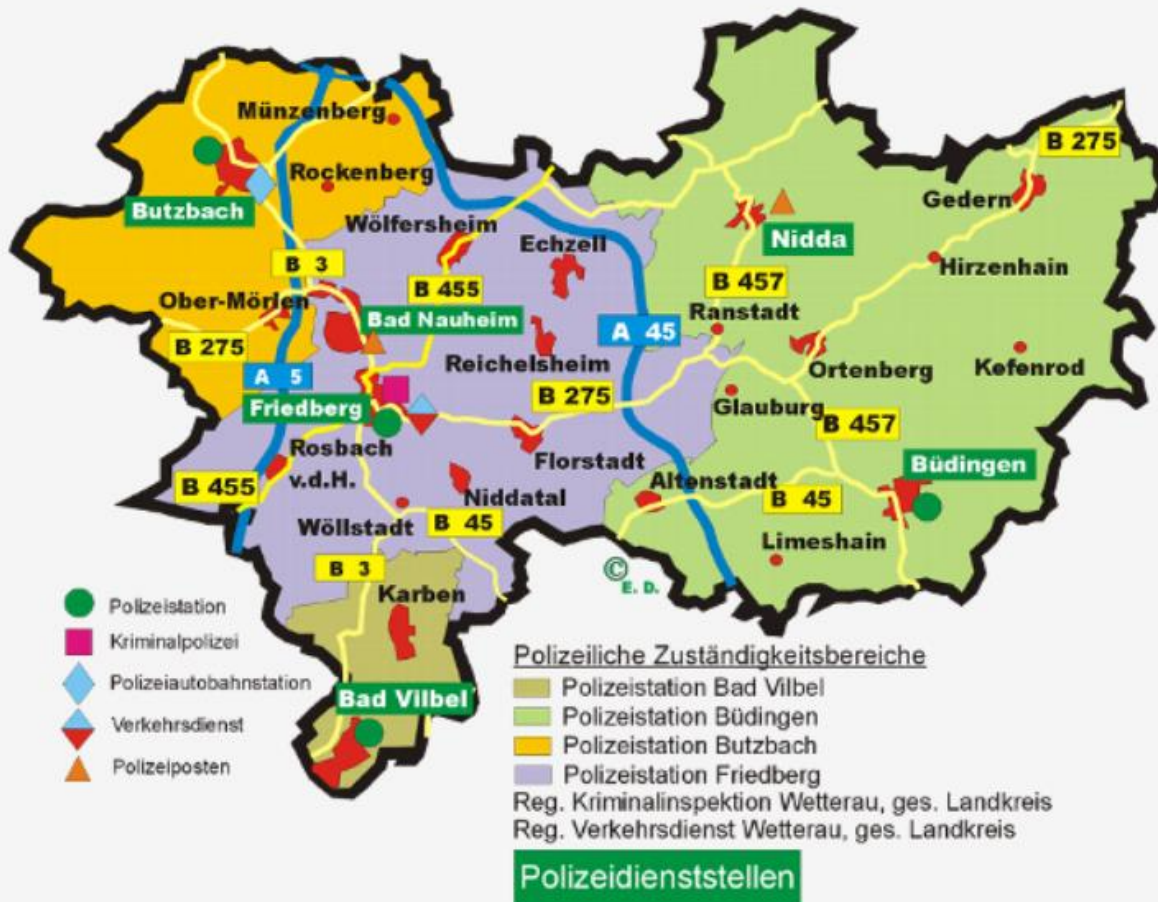 Münzenberg
B 275
Rockenberg
Gedern
Butzbach
Wölfersheim
Echzell
Nidda
B 3
Hirzenhain
B 455
B 457
Ober-Mörlen
Ranstadt
Bad Nauheim
A 45
B 275
Reichelsheim
Ortenberg
Kefenrod
A 5
B 275
Friedberg
Glauburg
B 457
Rosbach
v.d.H.
Florstadt
Büdingen
B 455
Niddatal
Altenstadt
B 45
Wöllstadt
B 45
Limeshain
B 3
©
E. D.
Karben
Bad Vilbel
Polizeistation
Kriminalpolizei
Polizeiautobahnstation
Verkehrsdienst
Polizeiposten
Polizeiliche Zuständigkeitsbereiche
Polizeistation Bad Vilbel
Polizeistation Büdingen
Polizeistation Butzbach
Polizeistation Friedberg
Reg. Kriminalinspektion Wetterau, ges. Landkreis
Reg. Verkehrsdienst Wetterau, ges. Landkreis
Polizeidienststellen